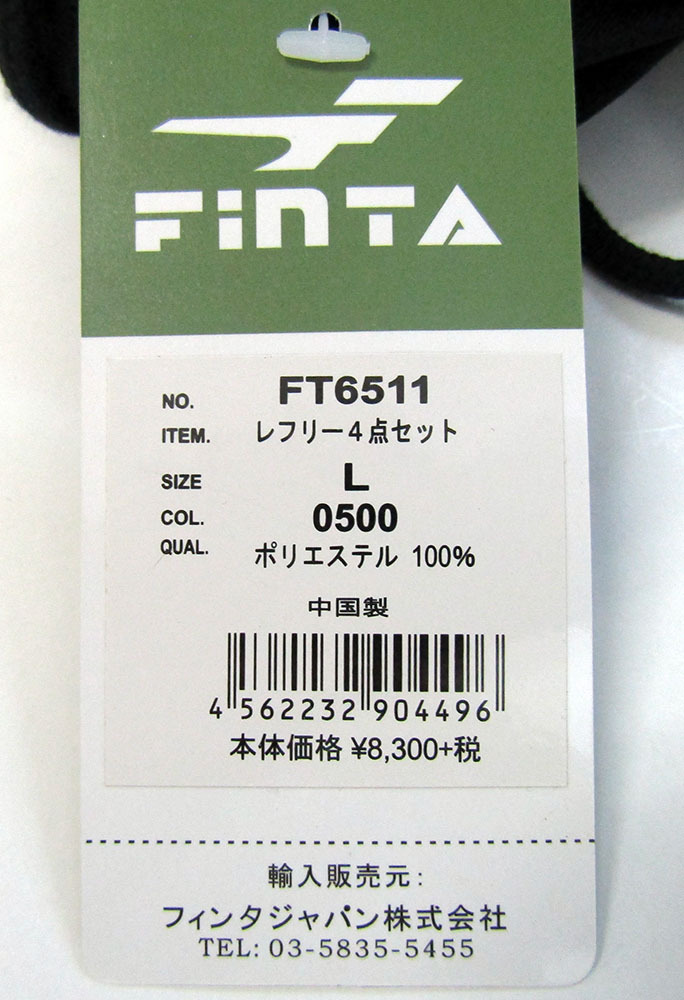 FiNTA
NO. FT6511
ITEM. レフリー4点セット
SIZE L
COL. 0500
QUAL. ポリエステル 100%
中国製
4 562232 904496
本体価格 ¥8,300+税
輸入販売元:
フィンタジャパン株式会社
TEL: 03-5835-5455